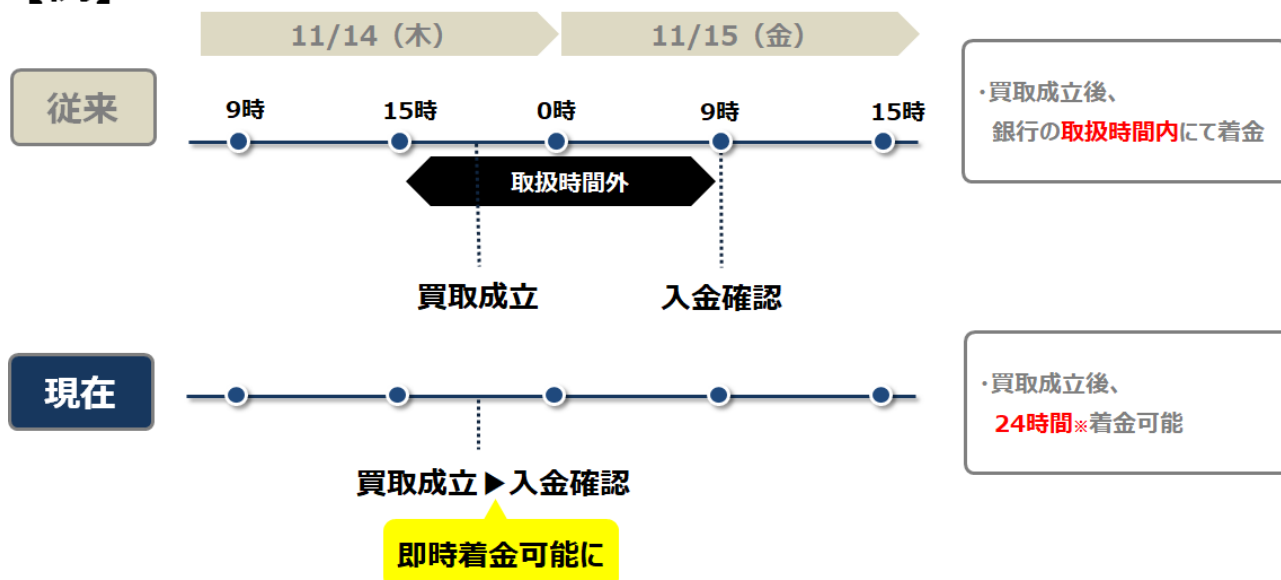 11/14（木）
11/15（金）
従来
9時
15時
0時
9時
15時
取扱時間外
買取成立
入金確認
・買取成立後、
銀行の取扱時間内にて着金
現在
買取成立▶入金確認
即時着金可能に
・買取成立後、
24時間※着金可能